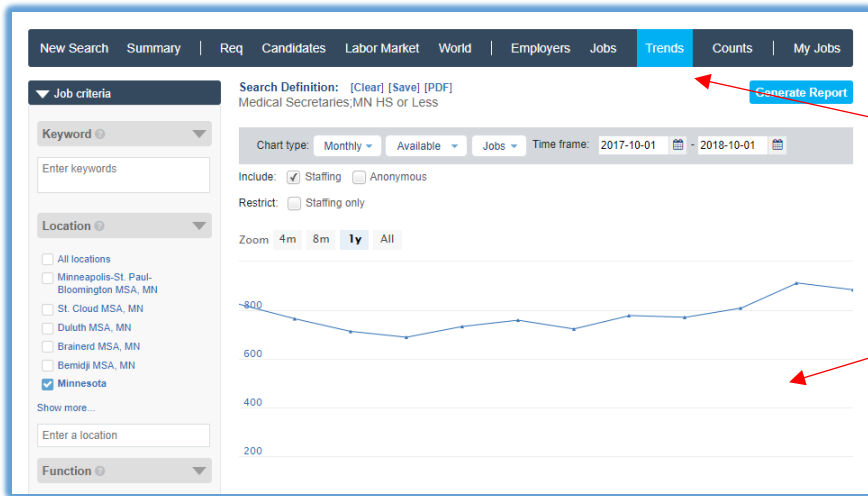 New Search Summary | Req Candidates Labor Market World | Employers Jobs Trends Counts | My Jobs
Job criteria
Keyword ?
Enter keywords
Location ?
All locations
Minneapolis-St. Paul-
Bloomington MSA, MN
St. Cloud MSA, MN
Duluth MSA, MN
Brainerd MSA, MN
Bemidji MSA, MN
Minnesota
Show more...
Enter a location
Function ?
Search Definition: [Clear] [Save] [PDF]
Medical Secretaries;MN HS or Less
Generate Report
Chart type: Monthly Available Jobs Time frame: 2017-10-01 - 2018-10-01
Include: Staffing Anonymous
Restrict: Staffing only
Zoom 4m 8m 1y All
800
600
400
200